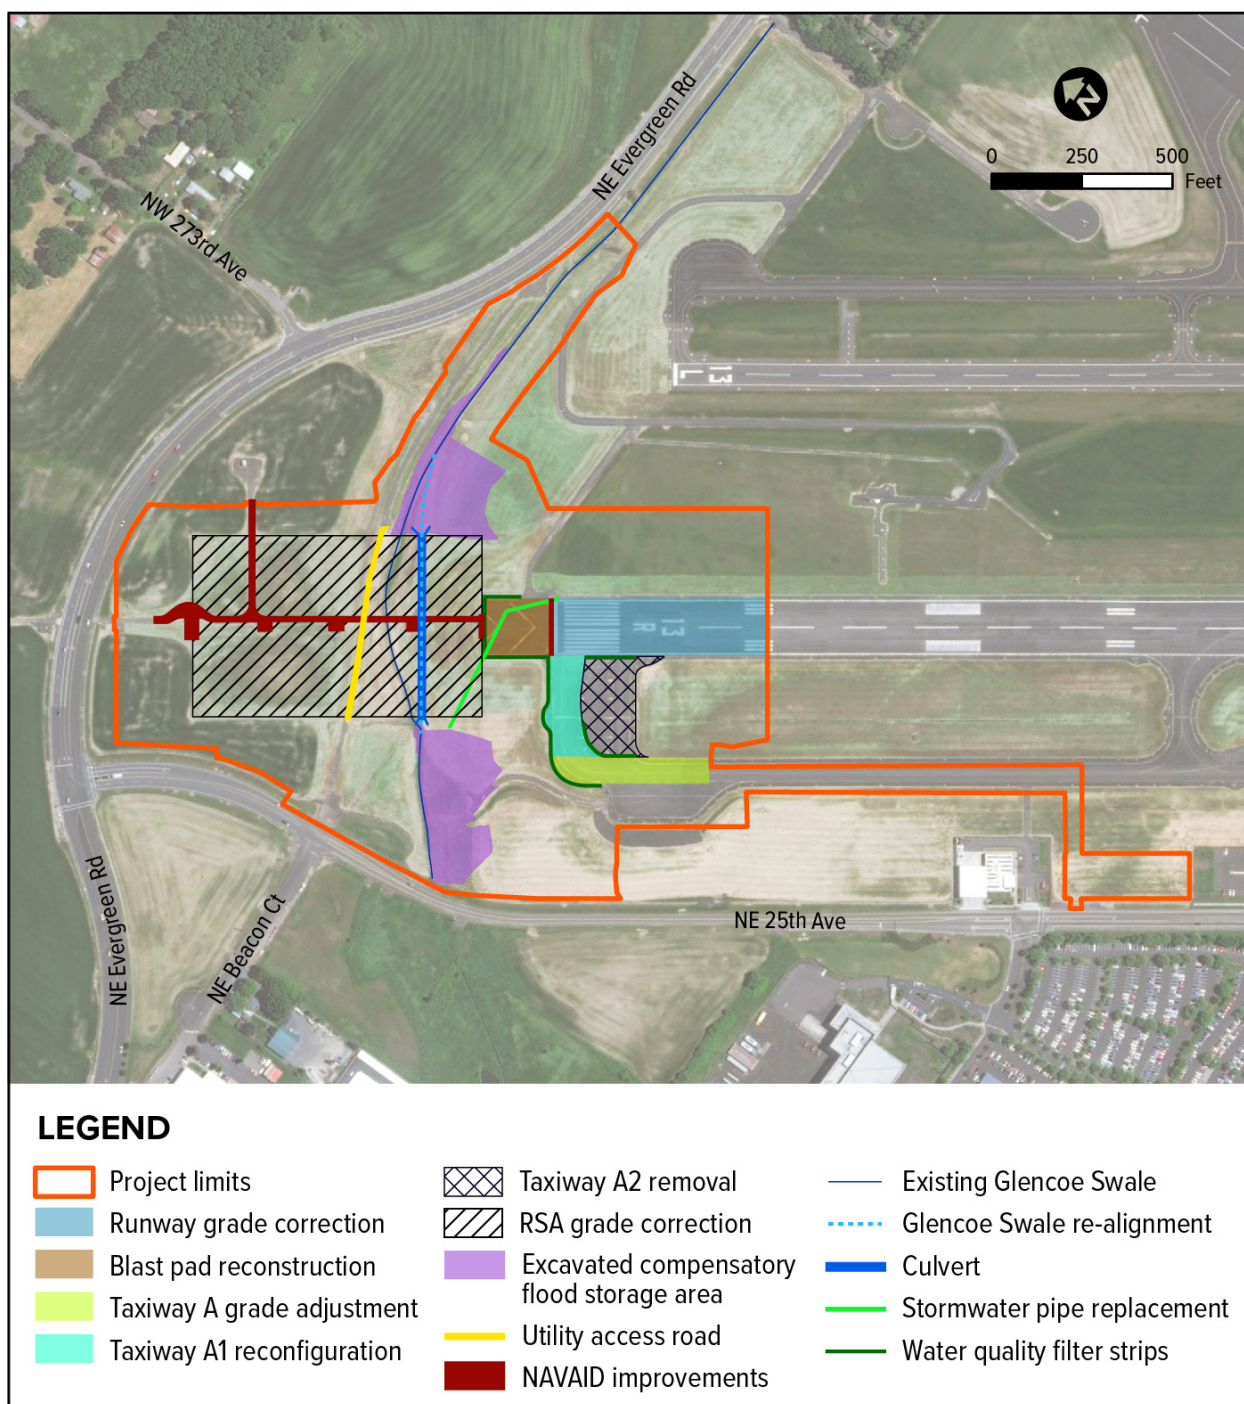 NE Evergreen Rd
N
0 250 500
Feet
NW 273rd Ave
13
L
13
R
NE Evergreen Rd
NE Beacon Ct
NE 25th Ave
LEGEND
Project limits
Runway grade correction
Blast pad reconstruction
Taxiway A grade adjustment
Taxiway A1 reconfiguration
Taxiway A2 removal
RSA grade correction
Excavated compensatory
flood storage area
Utility access road
NAVAID improvements
Existing Glencoe Swale
Glencoe Swale re-alignment
Culvert
Stormwater pipe replacement
Water quality filter strips